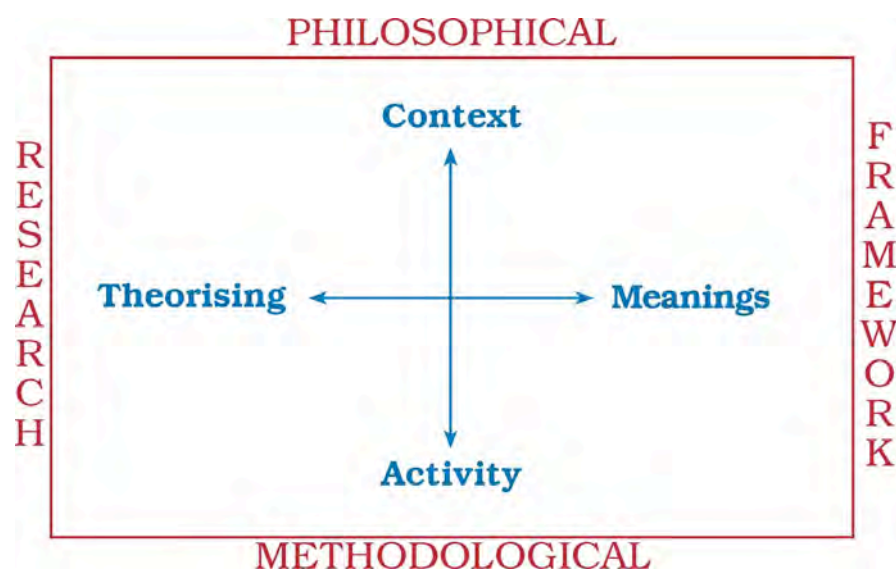 PHILOSOPHICAL
Context
RESEARCH
FRAMEWORK
Theorising
Meanings
Activity
METHODOLOGICAL